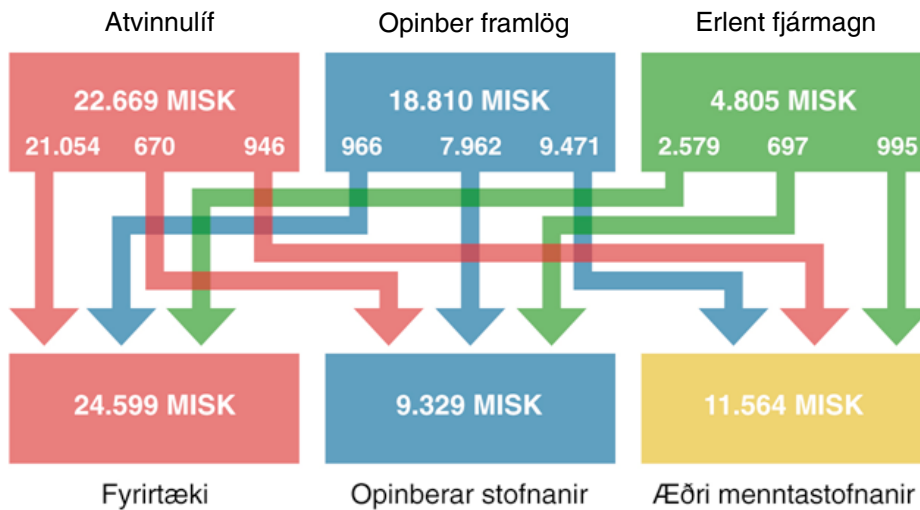 Atvinnulíf
Opinber framlög
Erlent fjármagn
22.669 MISK
18.810 MISK
4.805 MISK
21.054 670 946
966 7.962 9.471
2.579 697 995
24.599 MISK
9.329 MISK
11.564 MISK
Fyrirtæki
Opinberar stofnanir
Æðri menntastofnanir